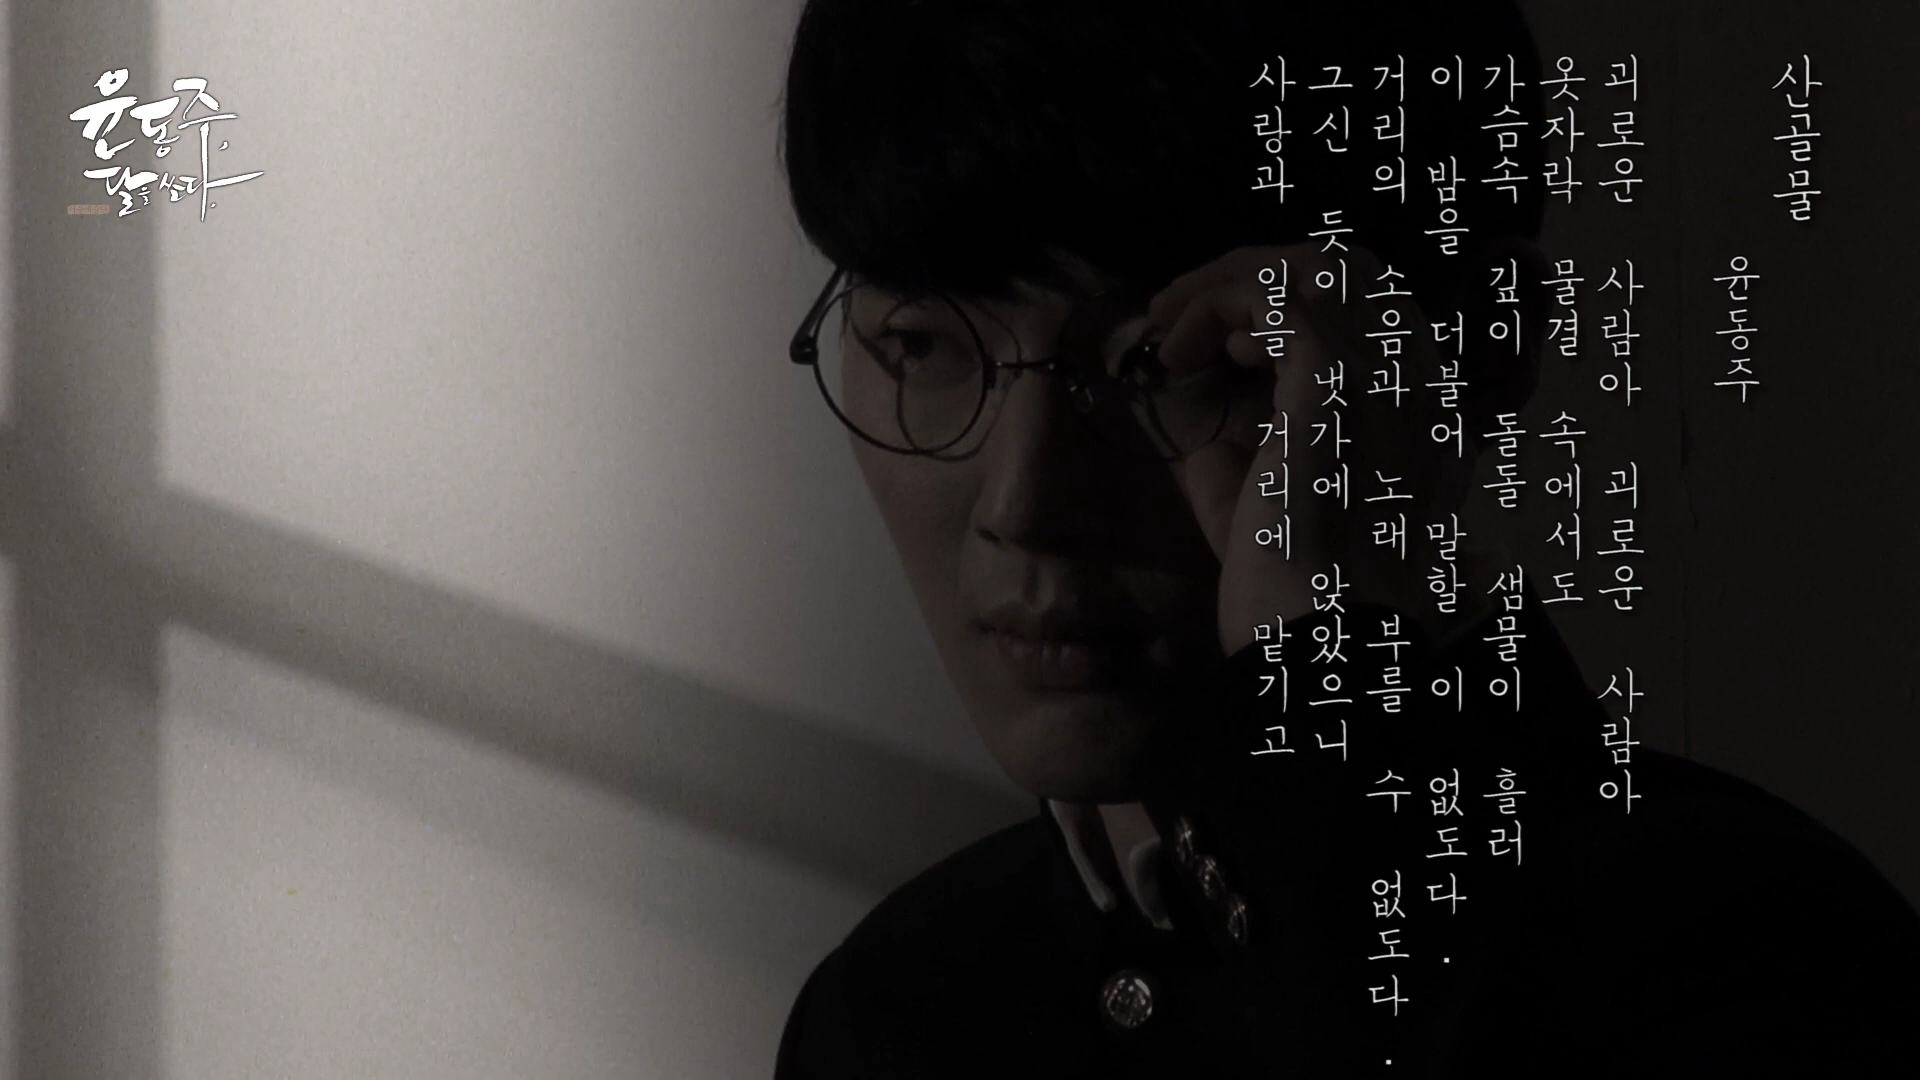 산골물
윤동주
괴로운 사람아 괴로운 사람아
옷자락 물결 속에서도
가슴속 깊이 돌돌 샘물이 흘러
이 밤을 더불어 말할 이 없도다.
거리의 소음과 노래 부를 수 없도다.
그신 듯이 냇가에 앉았으니
사랑과 일을 거리에 맡기고
윤동주,
달을 쏘다.